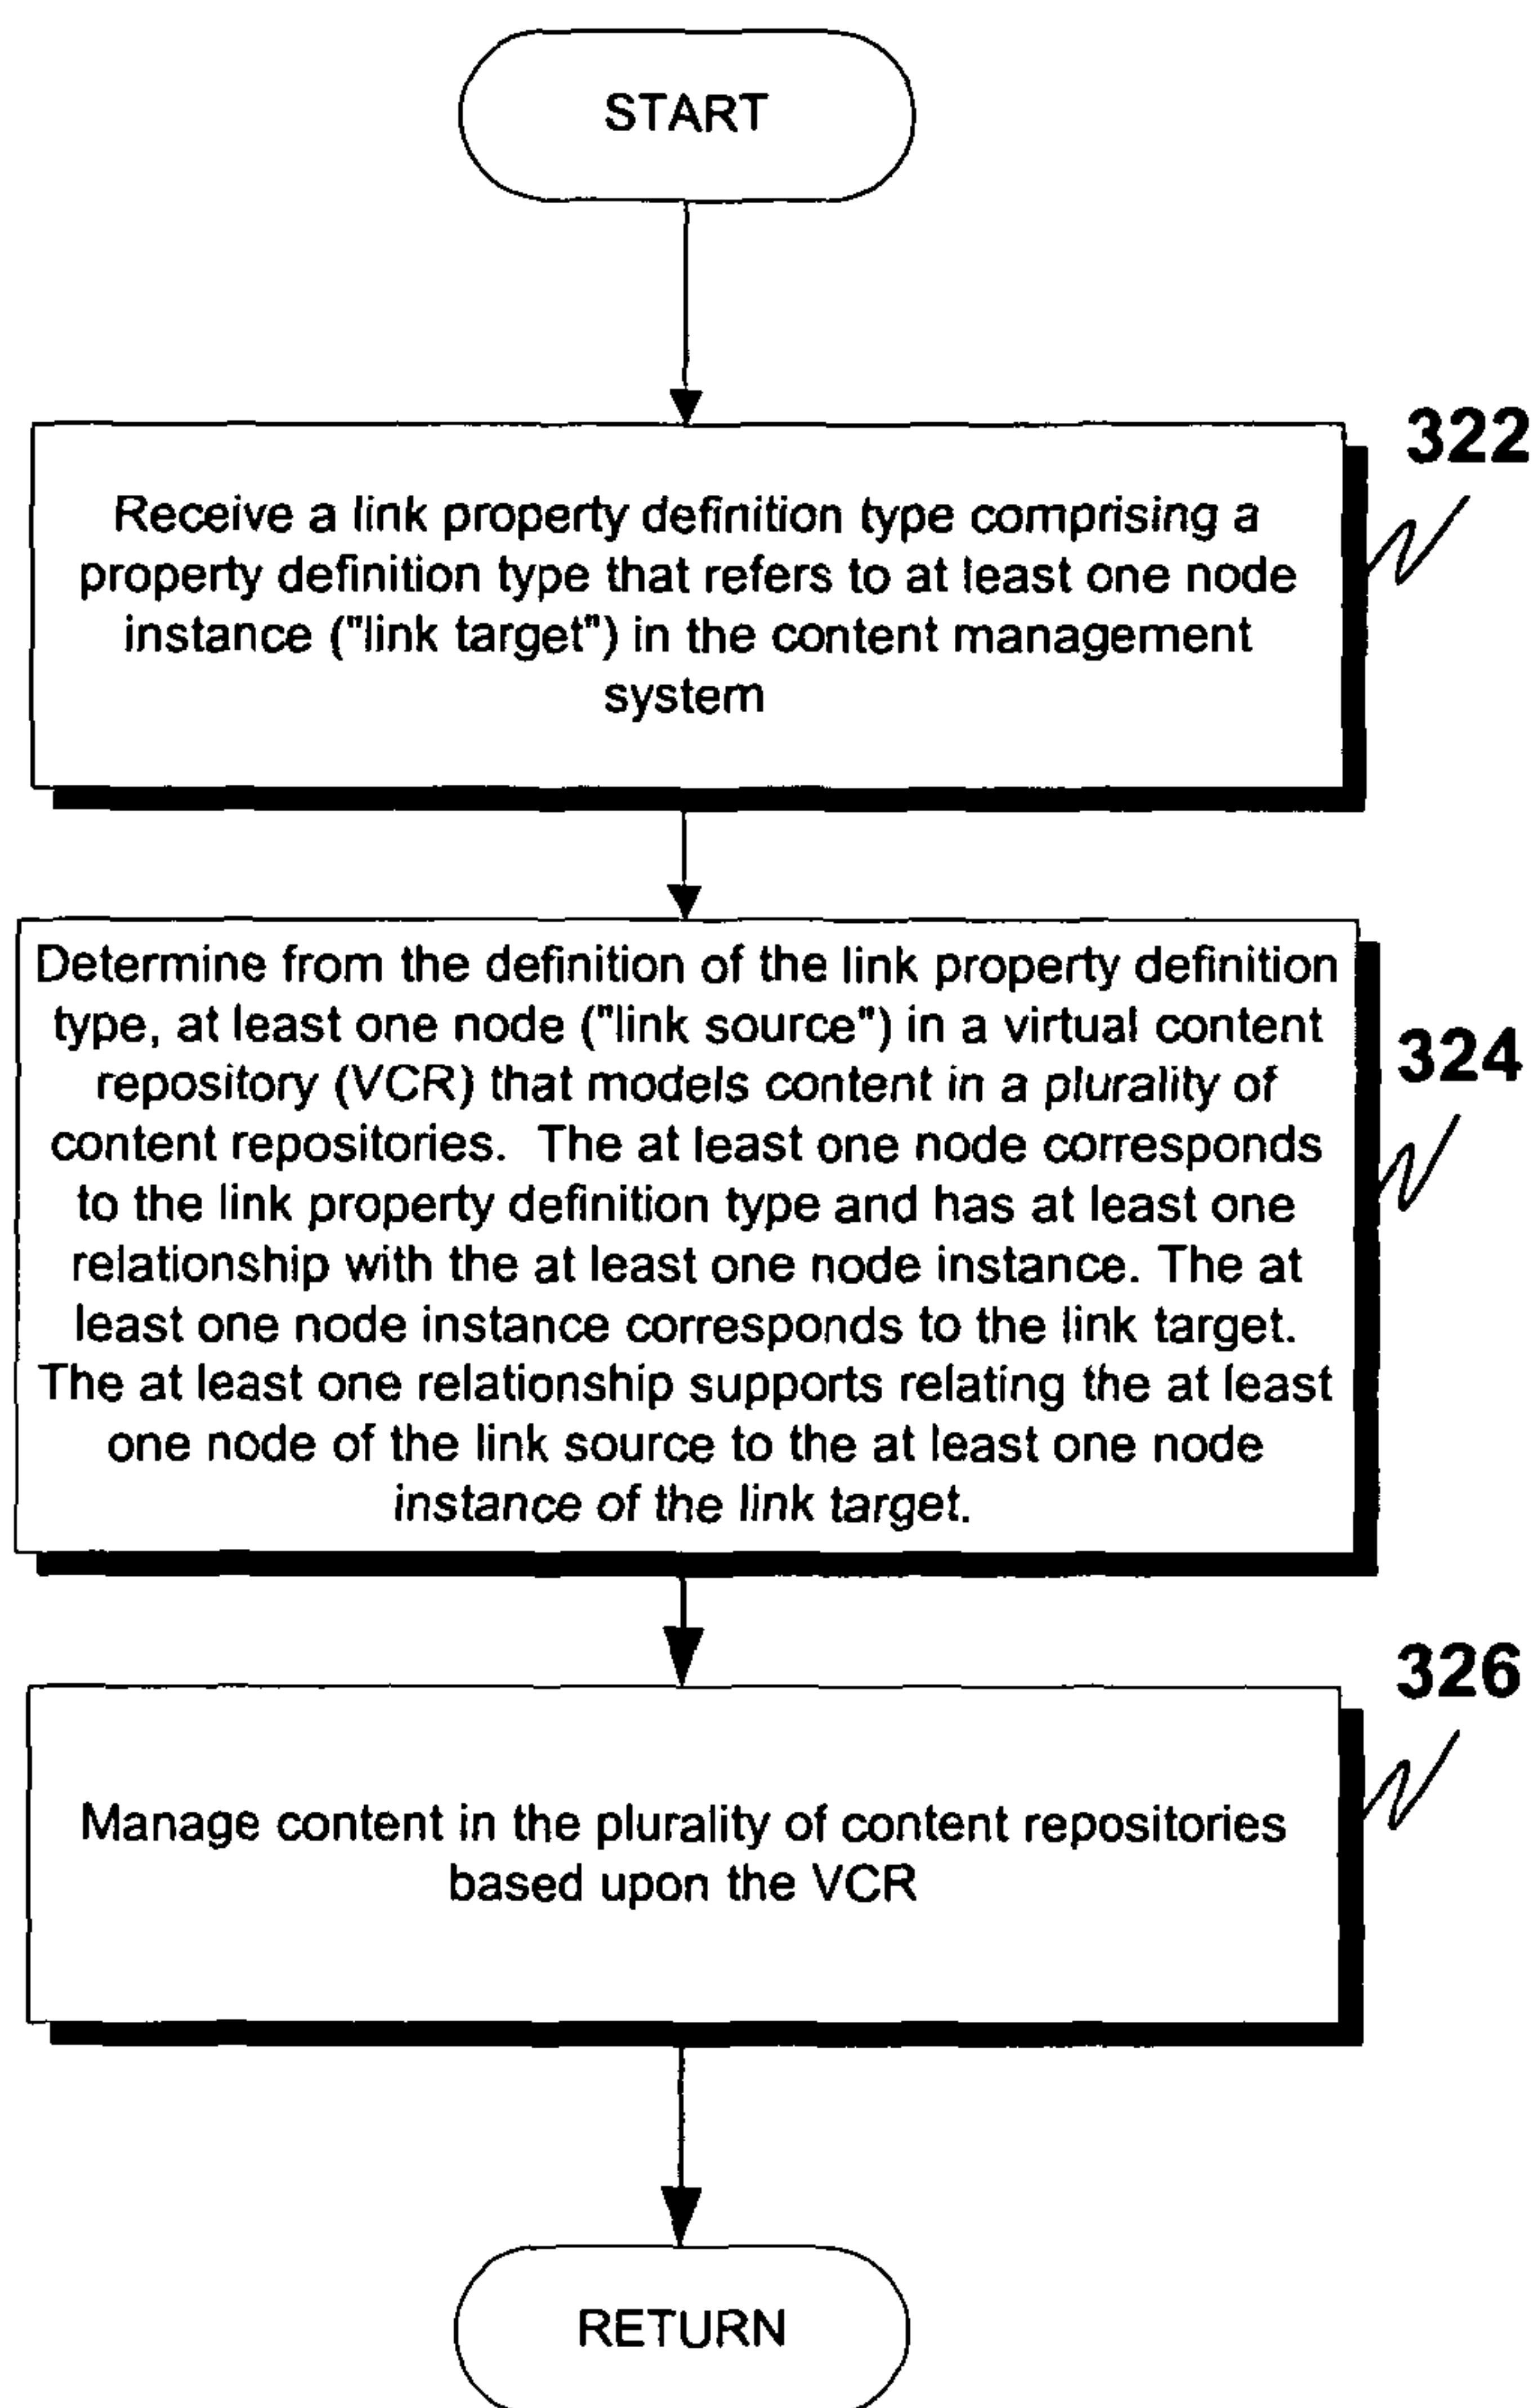 START
322
Receive a link property definition type comprising a
property definition type that refers to at least one node
instance ("link target") in the content management
system
324
Determine from the definition of the link property definition
type, at least one node ("link source") in a virtual content
repository (VCR) that models content in a plurality of
content repositories. The at least one node corresponds
to the link property definition type and has at least one
relationship with the at least one node instance. The at
least one node instance corresponds to the link target.
The at least one relationship supports relating the at least
one node of the link source to the at least one node
instance of the link target.
326
Manage content in the plurality of content repositories
based upon the VCR
RETURN